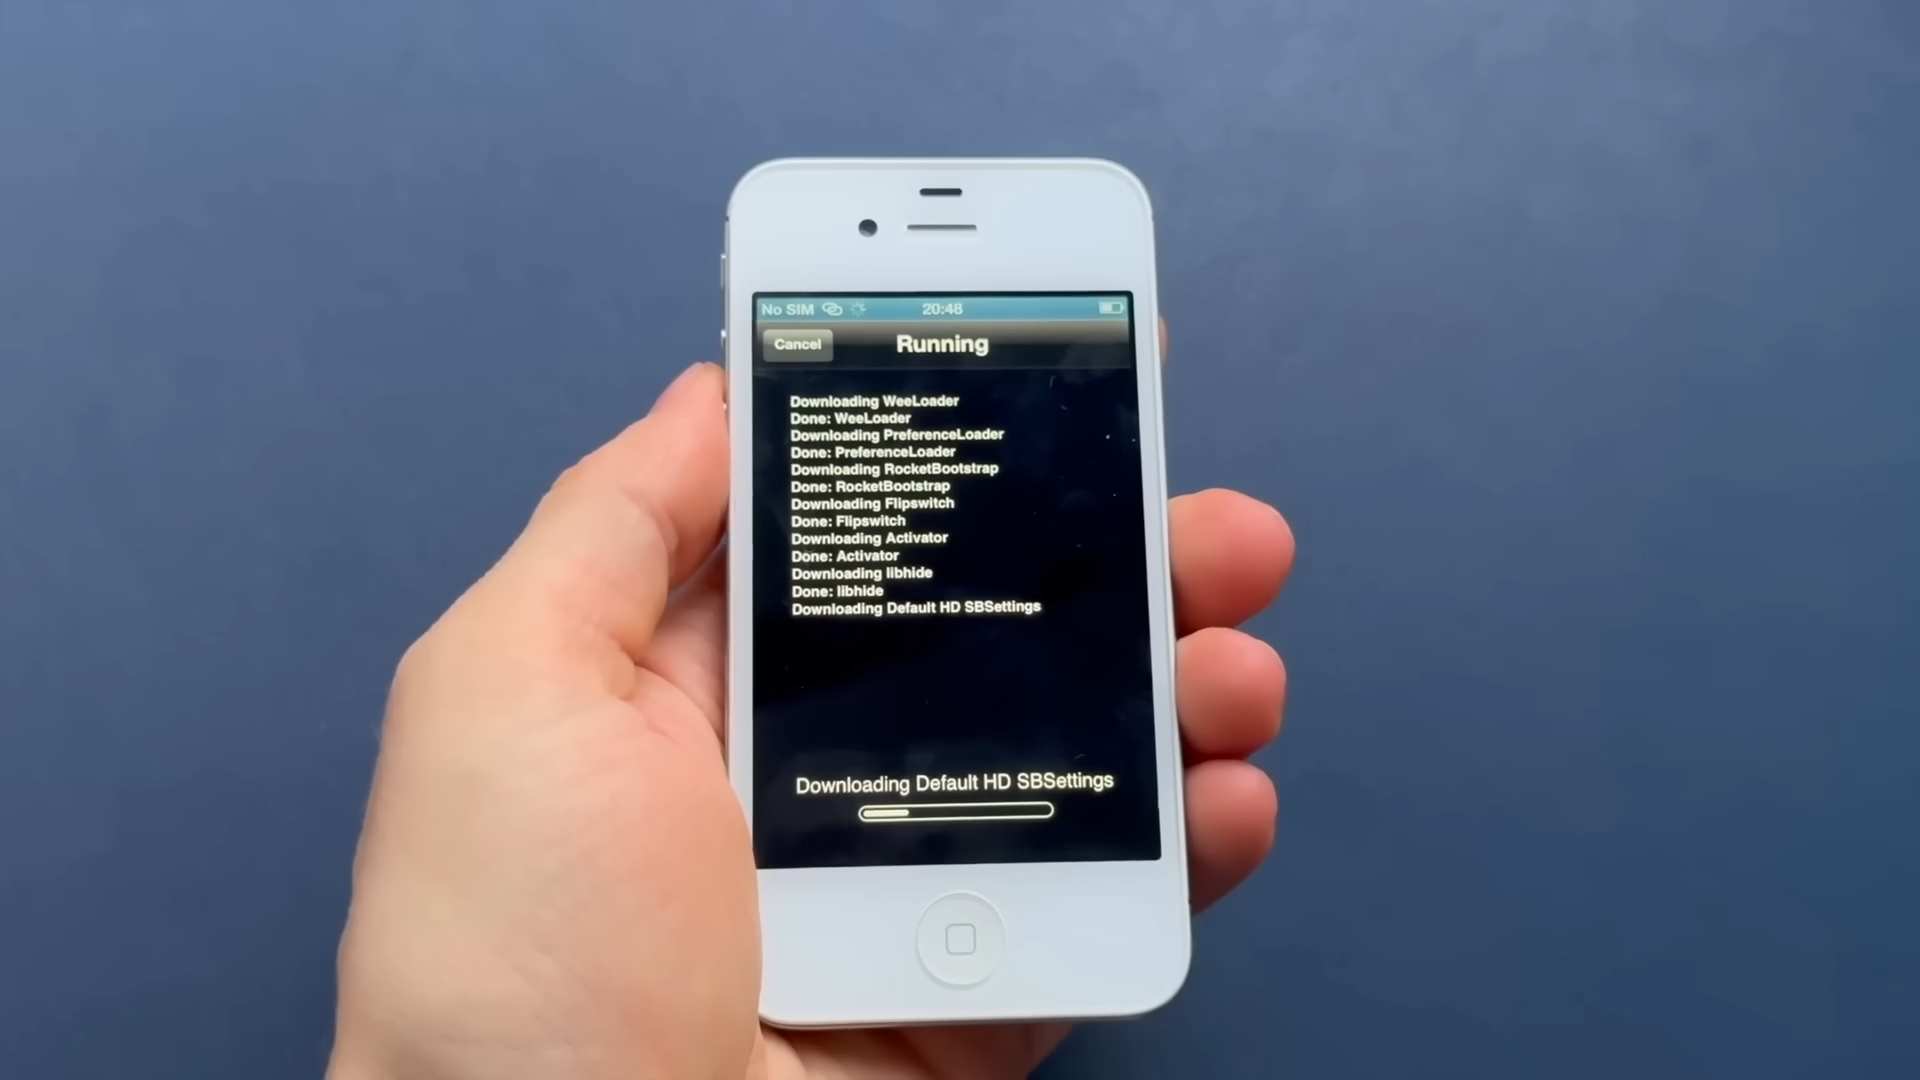 No SIM 20:48
Cancel Running
Downloading WeeLoader
Done: WeeLoader
Downloading PreferenceLoader
Done: PreferenceLoader
Downloading RocketBootstrap
Done: RocketBootstrap
Downloading Flipswitch
Done: Flipswitch
Downloading Activator
Done: Activator
Downloading libhide
Done: libhide
Downloading Default HD SBSettings
Downloading Default HD SBSettings